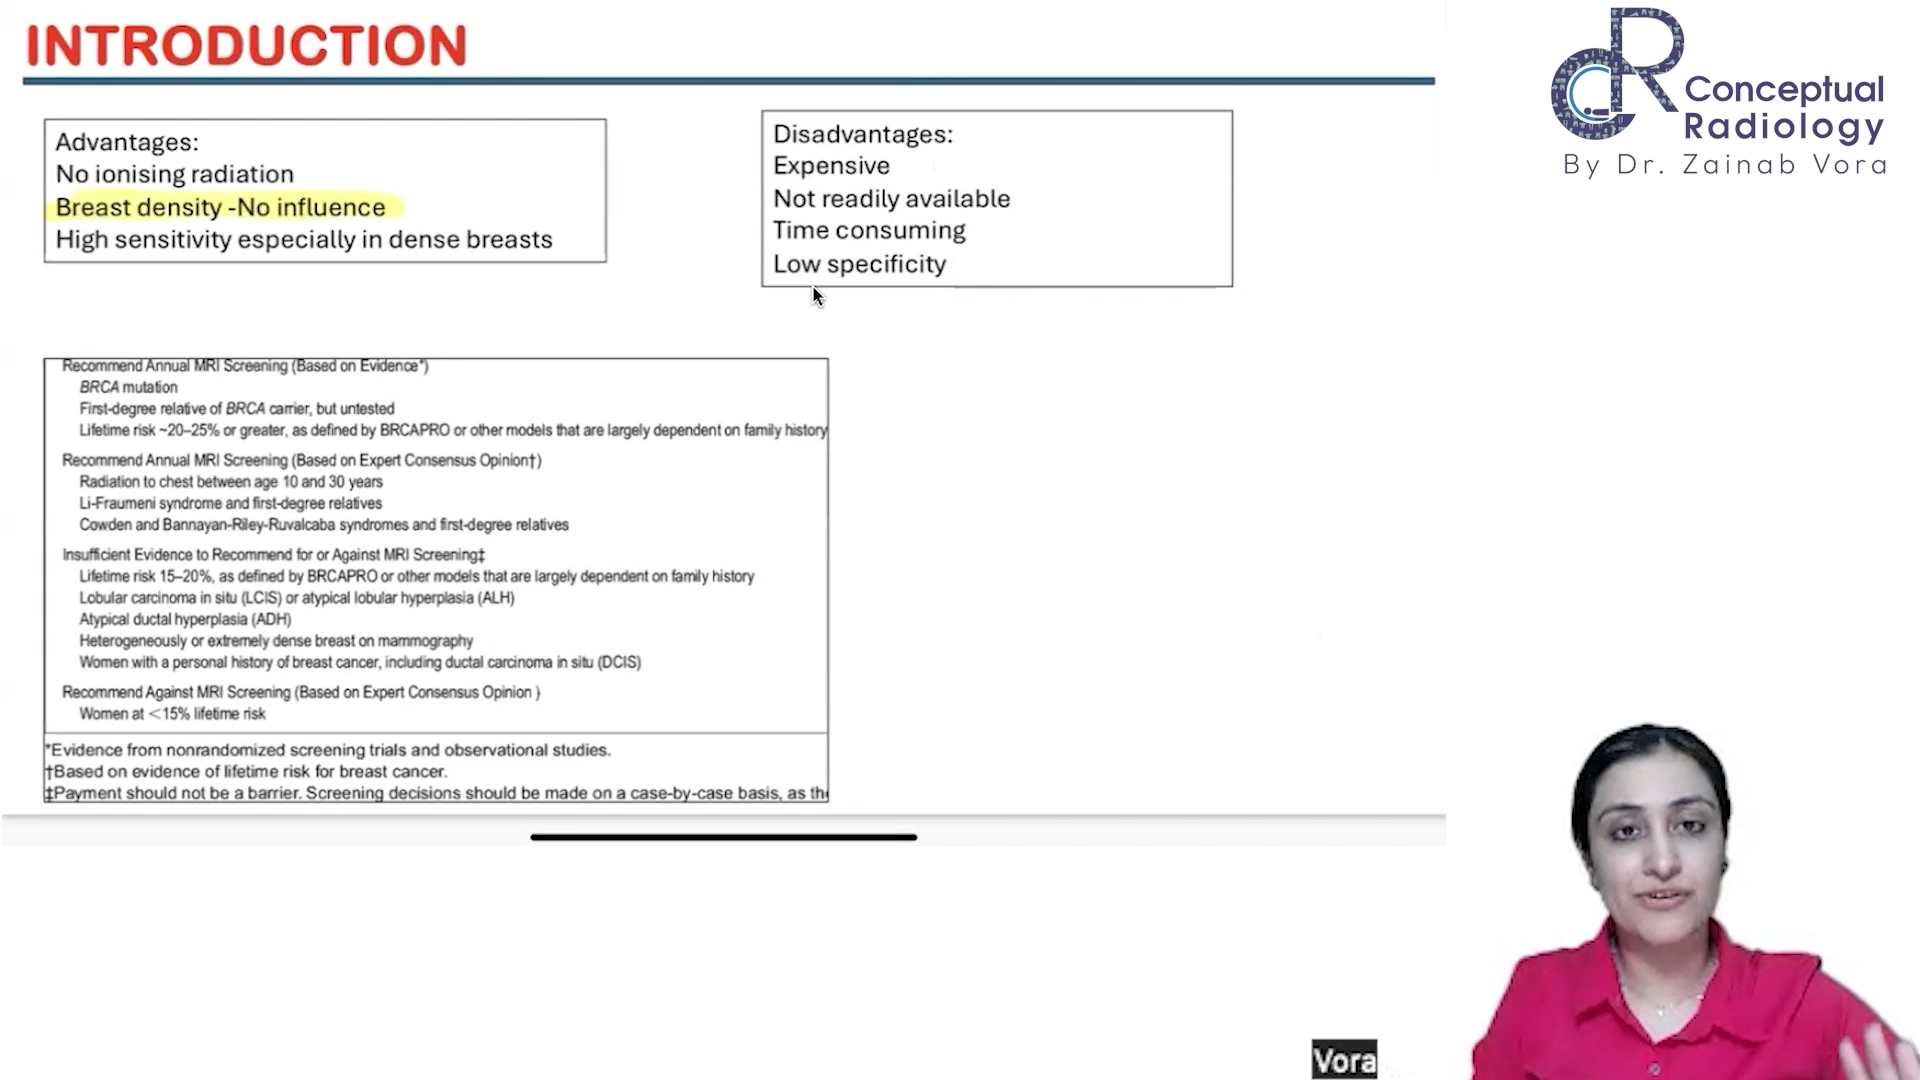 INTRODUCTION
Advantages:
No ionising radiation
Breast density -No influence
High sensitivity especially in dense breasts
Disadvantages:
Expensive
Not readily available
Time consuming
Low specificity
Recommend Annual MRI Screening (Based on Evidence*)
BRCA mutation
First-degree relative of BRCA carrier, but untested
Lifetime risk ~20–25% or greater, as defined by BRCAPRO or other models that are largely dependent on family history
Recommend Annual MRI Screening (Based on Expert Consensus Opinion†)
Radiation to chest between age 10 and 30 years
Li-Fraumeni syndrome and first-degree relatives
Cowden and Bannayan-Riley-Ruvalcaba syndromes and first-degree relatives
Insufficient Evidence to Recommend for or Against MRI Screening‡
Lifetime risk 15–20%, as defined by BRCAPRO or other models that are largely dependent on family history
Lobular carcinoma in situ (LCIS) or atypical lobular hyperplasia (ALH)
Atypical ductal hyperplasia (ADH)
Heterogeneously or extremely dense breast on mammography
Women with a personal history of breast cancer, including ductal carcinoma in situ (DCIS)
Recommend Against MRI Screening (Based on Expert Consensus Opinion )
Women at <15% lifetime risk
*Evidence from nonrandomized screening trials and observational studies.
†Based on evidence of lifetime risk for breast cancer.
‡Payment should not be a barrier. Screening decisions should be made on a case-by-case basis, as
CR
Conceptual
Radiology
By Dr. Zainab Vora
Vora